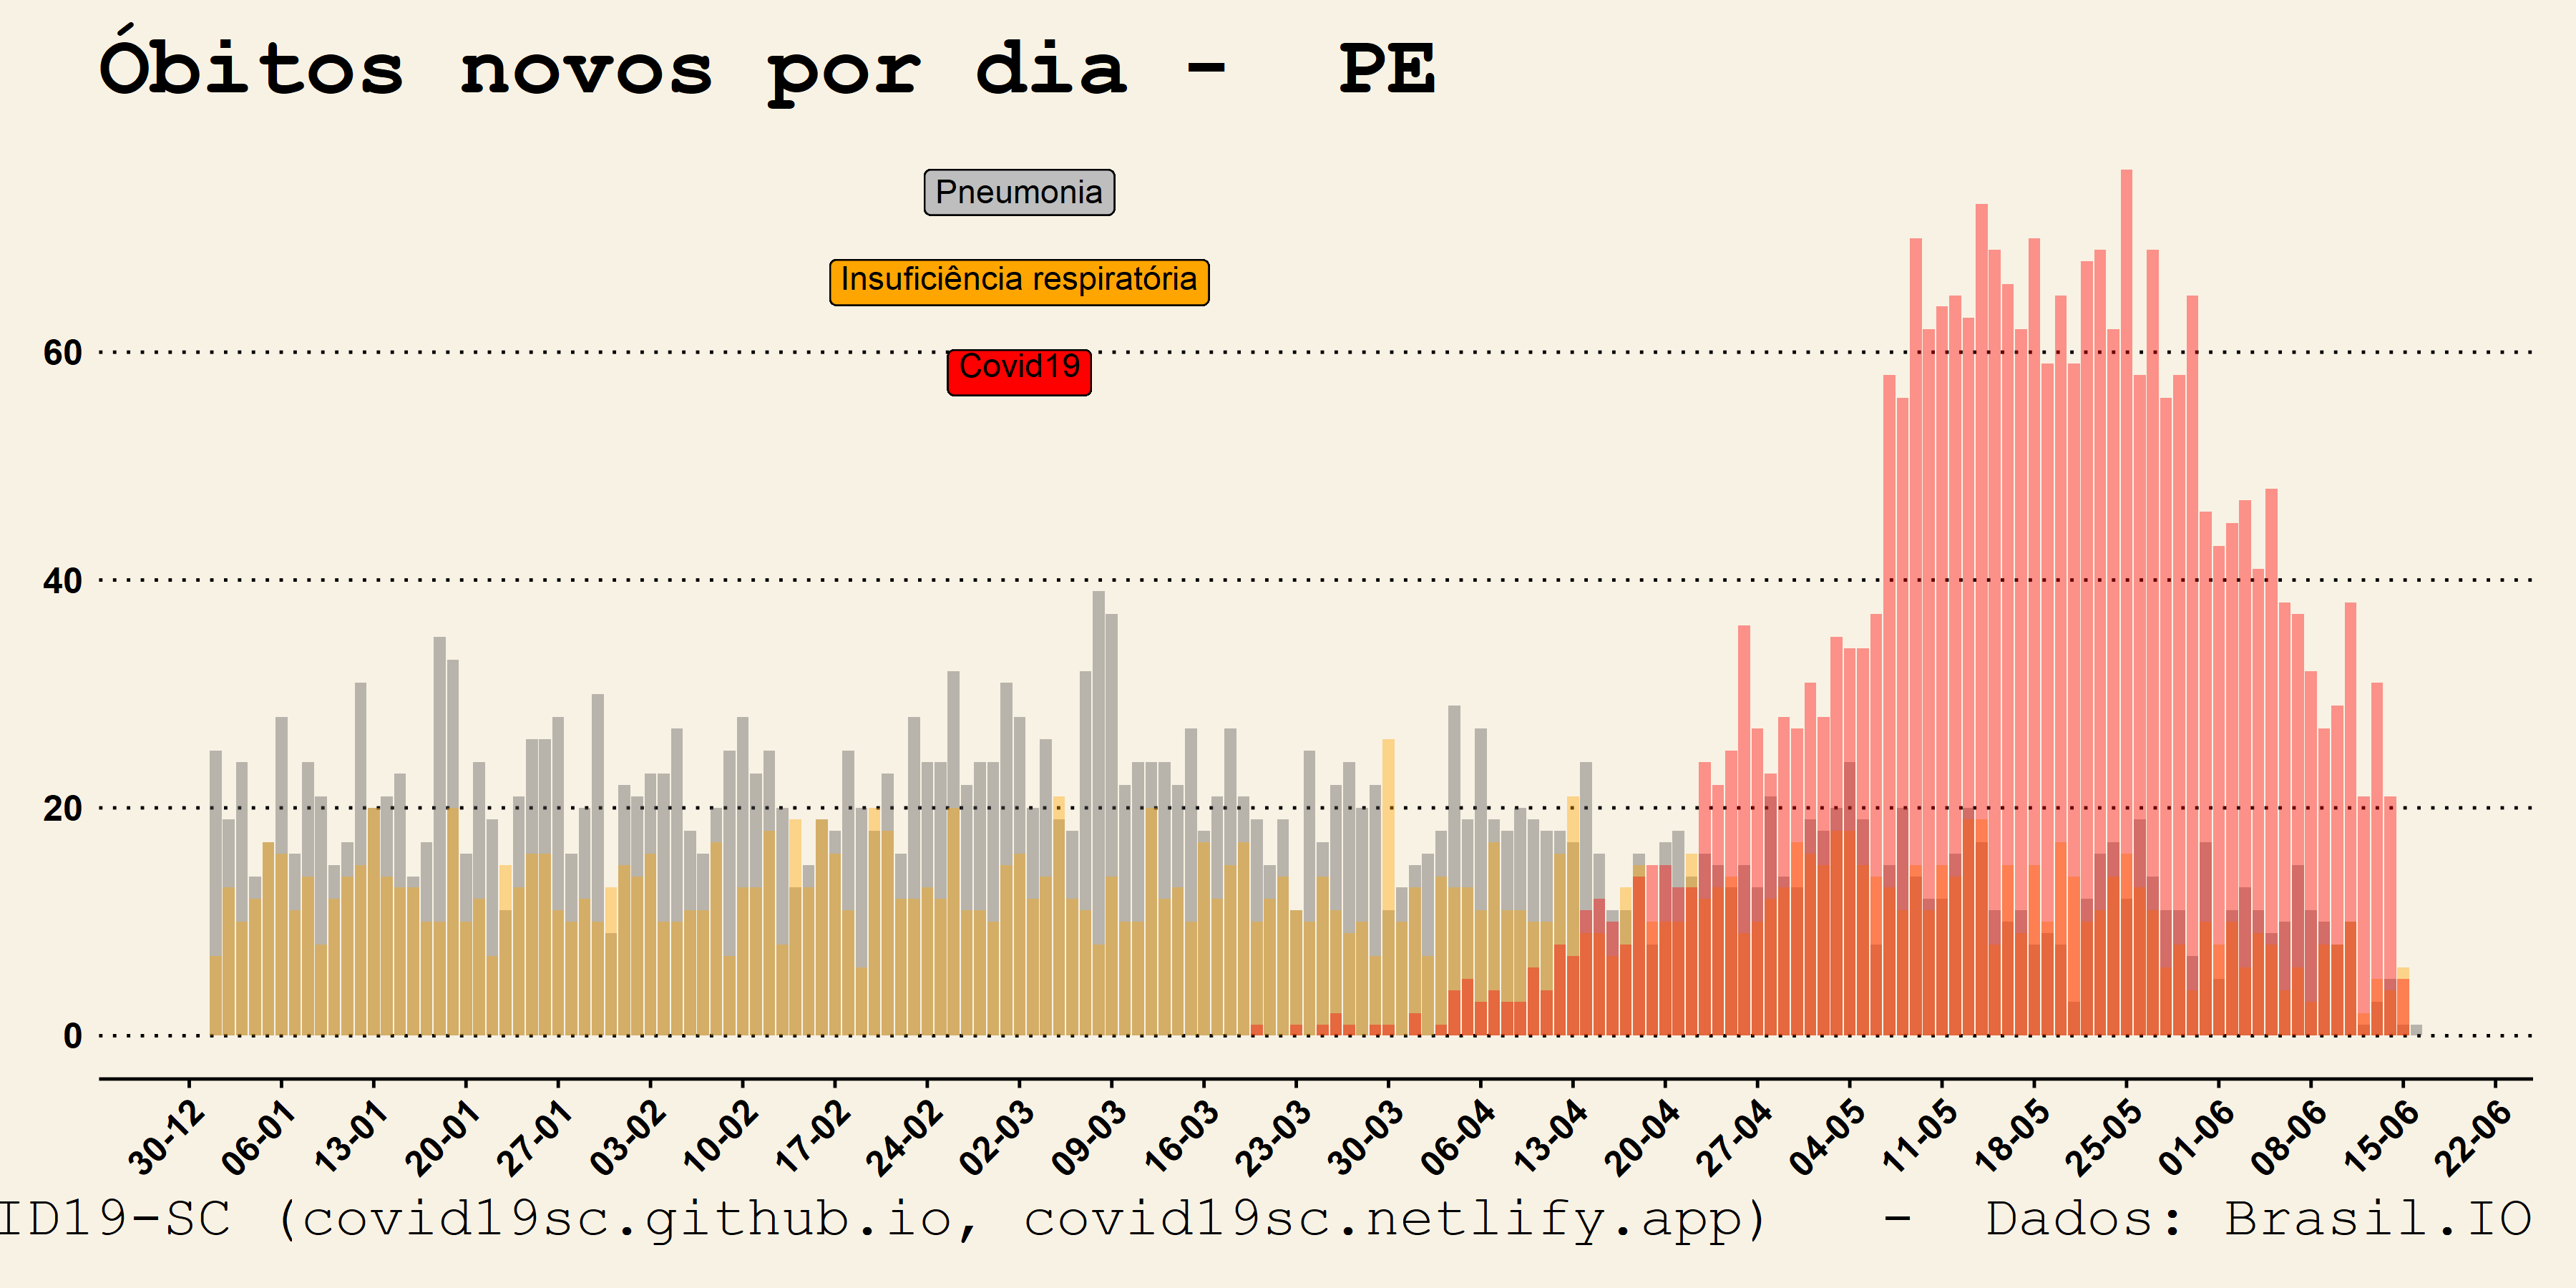 Óbitos novos por dia - PE
Pneumonia
Insuficiência respiratória
Covid19
60
40
20
0
30-12 06-01 13-01 20-01 27-01 03-02 10-02 17-02 24-02 02-03 09-03 16-03 23-03 30-03 06-04 13-04 20-04 27-04 04-05 11-05 18-05 25-05 01-06 08-06 15-06 22-06
ID19-SC (covid19sc.github.io, covid19sc.netlify.app) - Dados: Brasil.IO